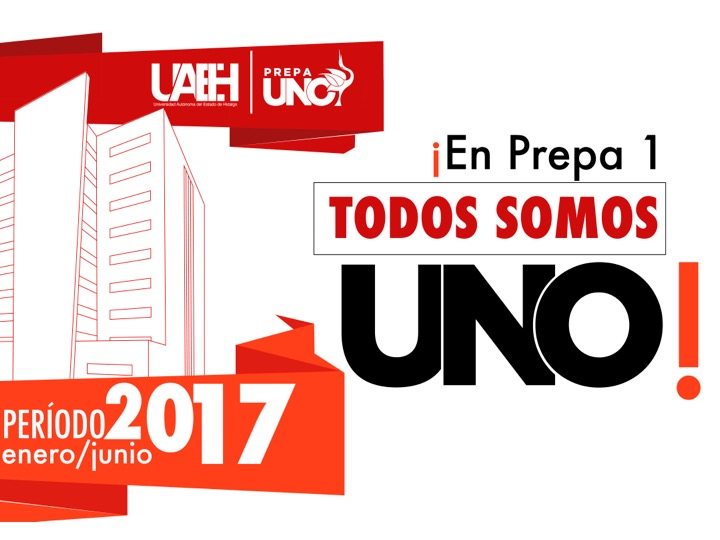 UAEH
Universidad Autónoma del Estado de Hidalgo
PREPA
UNO
¡En Prepa 1
TODOS SOMOS
UNO!
PERÍODO 2017
enero/junio